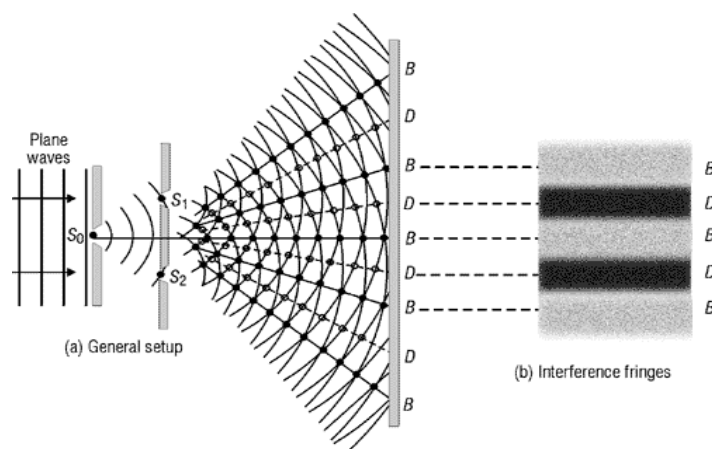 Plane
waves
S0
S1
S2
(a) General setup
B
D
B
D
B
D
B
D
B
B
D
B
D
B
(b) Interference fringes